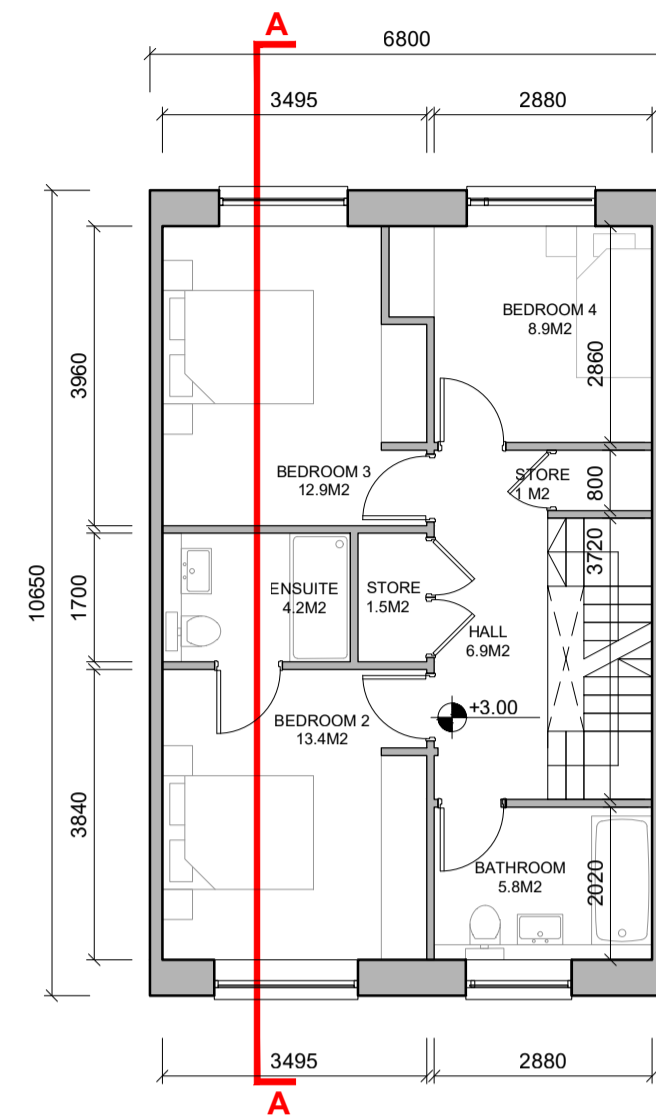 A
6800
3495
2880
BEDROOM 4
8.9M2
2860
3960
BEDROOM 3
12.9M2
STORE
1 M2
800
3720
10650
1700
ENSUITE
4.2M2
STORE
1.5M2
HALL
6.9M2
+3.00
BEDROOM 2
13.4M2
3840
BATHROOM
5.8M2
2020
3495
2880
A